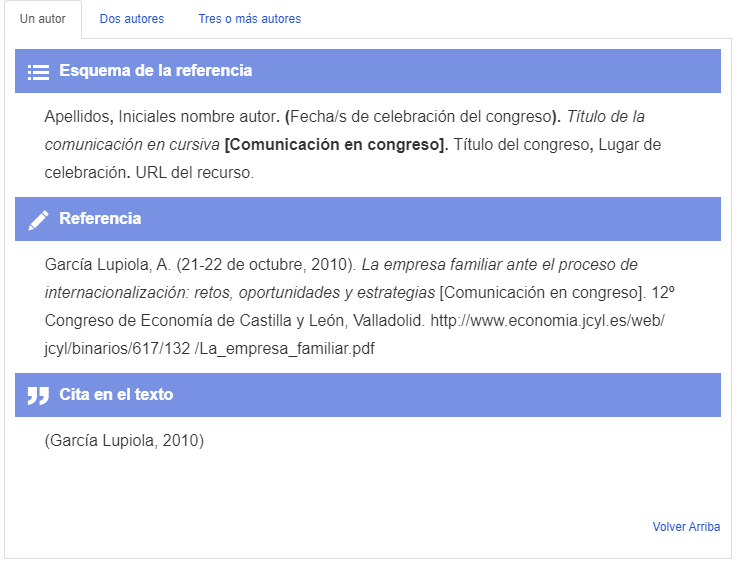 Un autor Dos autores Tres o más autores
Esquema de la referencia
Apellidos, Iniciales nombre autor. (Fecha/s de celebración del congreso). Título de la
comunicación en cursiva [Comunicación en congreso]. Título del congreso, Lugar de
celebración. URL del recurso.
Referencia
García Lupiola, A. (21-22 de octubre, 2010). La empresa familiar ante el proceso de
internacionalización: retos, oportunidades y estrategias [Comunicación en congreso]. 12º
Congreso de Economía de Castilla y León, Valladolid. http://www.economia.jcyl.es/web/
jcyl/binarios/617/132 /La_empresa_familiar.pdf
Cita en el texto
(García Lupiola, 2010)
Volver Arriba